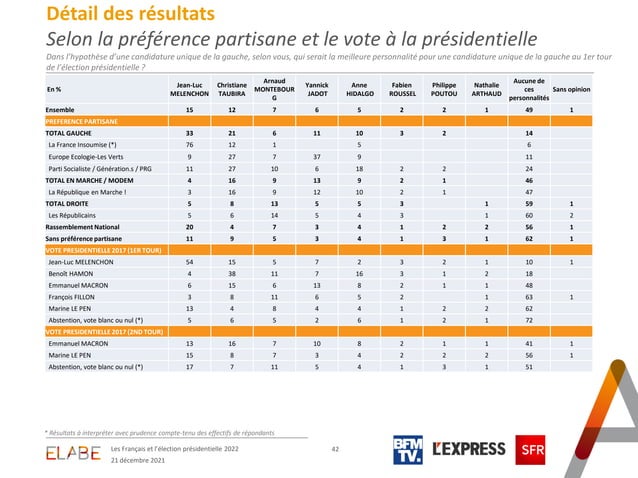 Détail des résultats
Selon la préférence partisane et le vote à la présidentielle
Dans l'hypothèse d'une candidature unique de la gauche, selon vous, qui serait la meilleure personnalité pour une candidature unique de la gauche au 1er tour
de l'élection présidentielle ?
En % Jean-Luc MELENCHON Christiane TAUBIRA Arnaud MONTEBOURG Yannick JADOT Anne HIDALGO Fabien ROUSSEL Philippe POUTOU Nathalie ARTHAUD Aucune de ces personnalités Sans opinion
Ensemble 15 12 7 6 5 2 2 1 49 1
PREFERENCE PARTISANE
TOTAL GAUCHE 33 21 6 11 10 3 2 14
La France Insoumise (*) 76 12 1 5 6
Europe Ecologie-Les Verts 9 27 7 37 9 11
Parti Socialiste / Génération.s / PRG 11 27 10 6 18 2 2 24
TOTAL EN MARCHE / MODEM 4 16 9 13 9 2 1 46
La République en Marche ! 3 16 9 12 10 2 1 47
TOTAL DROITE 5 8 13 5 5 3 1 59 1
Les Républicains 5 6 14 5 4 3 1 60 2
Rassemblement National 20 4 7 3 4 1 2 2 56 1
Sans préférence partisane 11 9 5 3 4 1 3 1 62 1
VOTE PRESIDENTIELLE 2017 (1ER TOUR)
Jean-Luc MELENCHON 54 15 5 7 2 3 2 1 10 1
Benoît HAMON 4 38 11 7 16 3 1 2 18
Emmanuel MACRON 6 15 6 13 8 2 1 1 48
François FILLON 3 8 11 6 5 2 1 63 1
Marine LE PEN 13 4 8 4 4 1 2 2 62
Abstention, vote blanc ou nul (*) 5 6 5 2 6 1 2 1 72
VOTE PRESIDENTIELLE 2017 (2ND TOUR)
Emmanuel MACRON 13 16 7 10 8 2 1 1 41 1
Marine LE PEN 15 8 7 3 4 2 2 2 56 1
Abstention, vote blanc ou nul (*) 17 7 11 5 4 1 3 1 51
* Résultats à interpréter avec prudence compte-tenu des effectifs de répondants
ELABE
Les Français et l'élection présidentielle 2022
21 décembre 2021
42
BFM TV.
L'EXPRESS
SFR